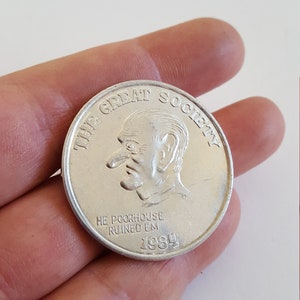 THE GREAT SOCIETY
HE POORHOUSE
RUINED EM
1984